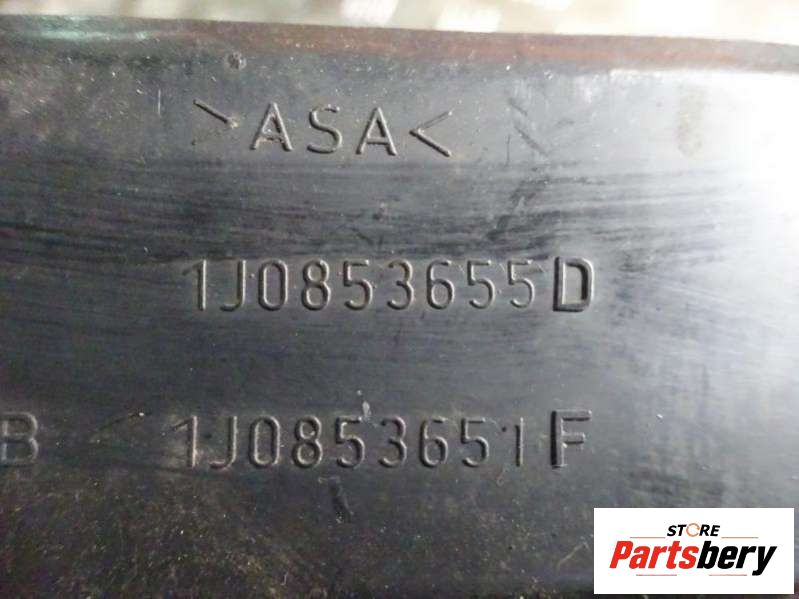 >ASA<
1J0853655D
B 1J0853651F
STORE
Partsbery